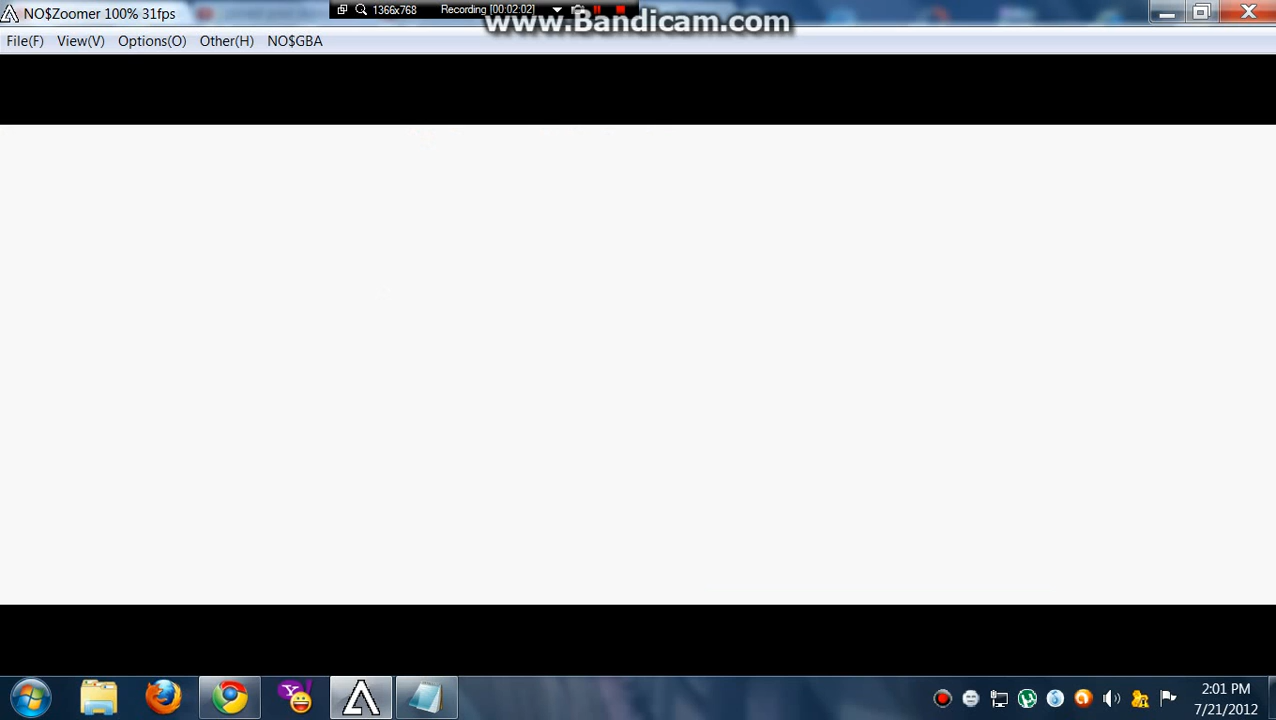 NO$Zoomer 100% 31fps
1366x768
Recording [00:02:02]
www.Bandicam.com
File(F)
View(V)
Options(O)
Other(H)
NO$GBA
2:01 PM
7/21/2012